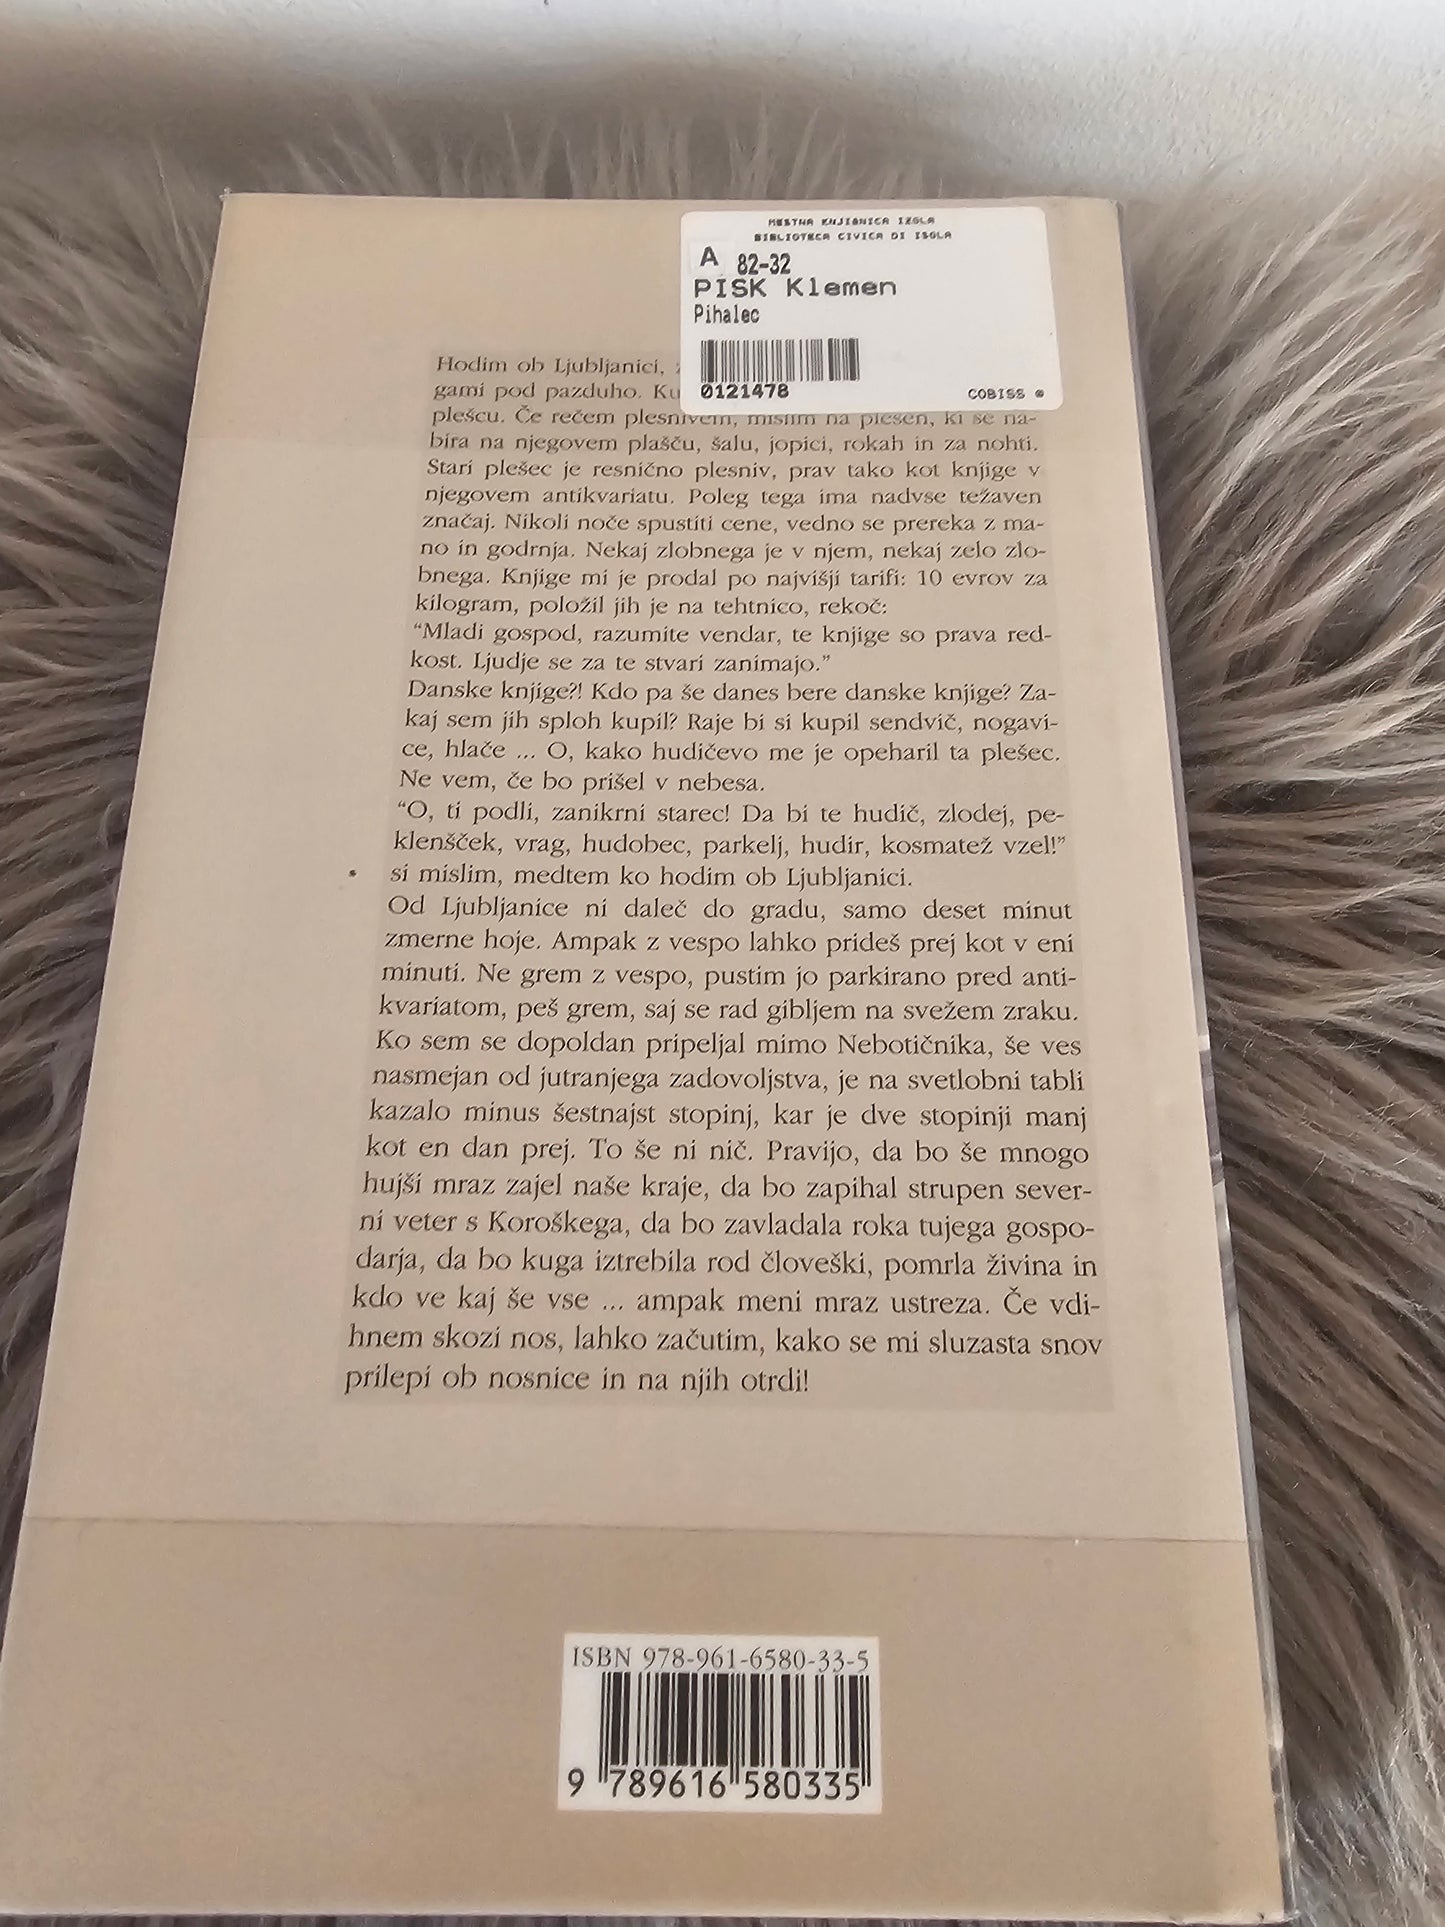 MESTNA KNJIŽNICA IZOLA
BIBLIOTECA CIVICA DI ISOLA
A 82-32
PISK Klemen
Pihalec
0121478
COBISS ®
Hodim ob Ljubljanici,
gami pod pazduho.
plešcu. Če rečem plesnivem, mislim na plesen, ki se na-
bira na njegovem plašču, šalu, jopici, rokah in za nohti.
Stari plešec je resnično plesniv, prav tako kot knjige v
njegovem antikvariatu. Poleg tega ima nadvse težaven
značaj. Nikoli noče spustiti cene, vedno se prereka z ma-
no in godrnja. Nekaj zlobnega je v njem, nekaj zelo zlo-
bnega. Knjige mi je prodal po najvišji tarifi: 10 evrov za
kilogram, položil jih je na tehtnico, rekoč:
“Mladi gospod, razumite vendar, te knjige so prava red-
kost. Ljudje se za te stvari zanimajo.”
Danske knjige?! Kdo pa še danes bere danske knjige? Za-
kaj sem jih sploh kupil? Raje bi si kupil sendvič, nogavi-
ce, hlače ... O, kako hudičevo me je opeharil ta plešec.
Ne vem, če bo prišel v nebesa.
“O, ti podli, zanikrni starec! Da bi te hudič, zlodej, pe-
klenšček, vrag, hudobec, parkelj, hudir, kosmatež vzel!”
si mislim, medtem ko hodim ob Ljubljanici.
Od Ljubljanice ni daleč do gradu, samo deset minut
zmerne hoje. Ampak z vespo lahko prideš prej kot v eni
minuti. Ne grem z vespo, pustim jo parkirano pred anti-
kvariatom, peš grem, saj se rad gibljem na svežem zraku.
Ko sem se dopoldan pripeljal mimo Nebotičnika, še ves
nasmejan od jutranjega zadovoljstva, je na svetlobni tabli
kazalo minus šestnajst stopinj, kar je dve stopinji manj
kot en dan prej. To še ni nič. Pravijo, da bo še mnogo
hujši mraz zajel naše kraje, da bo zapihal strupen sever-
ni veter s Koroškega, da bo zavladala roka tujega gospo-
darja, da bo kuga iztrebila rod človeški, pomrla živina in
kdo ve kaj še vse ... ampak meni mraz ustreza. Če vdi-
hnem skozi nos, lahko začutim, kako se mi sluzasta snov
prilepi ob nosnice in na njih otrdi!
ISBN 978-961-6580-33-5
9 789616 580335